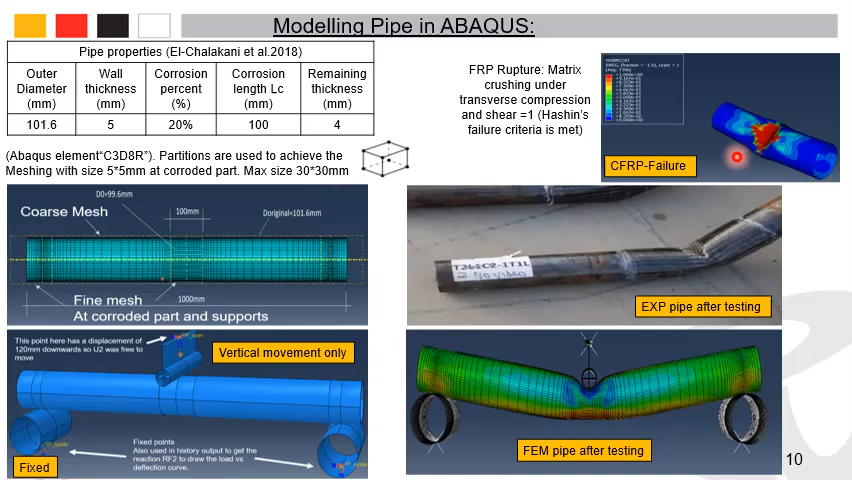 Modelling Pipe in ABAQUS:
Pipe properties (El-Chalakani et al.2018)
Outer Diameter (mm)
Wall thickness (mm)
Corrosion percent (%)
Corrosion length Lc (mm)
Remaining thickness (mm)
101.6
5
20%
100
4
FRP Rupture: Matrix
crushing under
transverse compression
and shear =1 (Hashin's
failure criteria is met)
CFRP-Failure
(Abaqus element“C3D8R”). Partitions are used to achieve the
Meshing with size 5*5mm at corroded part. Max size 30*30mm
D0=99.6mm
100mm
Doriginal=101.6mm
Coarse Mesh
Fine mesh
1000mm
At corroded part and supports
EXP pipe after testing
This point here has a displacement of
120mm downwards so U2 was free to
move
Vertical movement only
Fixed points
Also used in history output to get the
reaction RF2 to draw the load vs
deflection curve.
Fixed
FEM pipe after testing
10